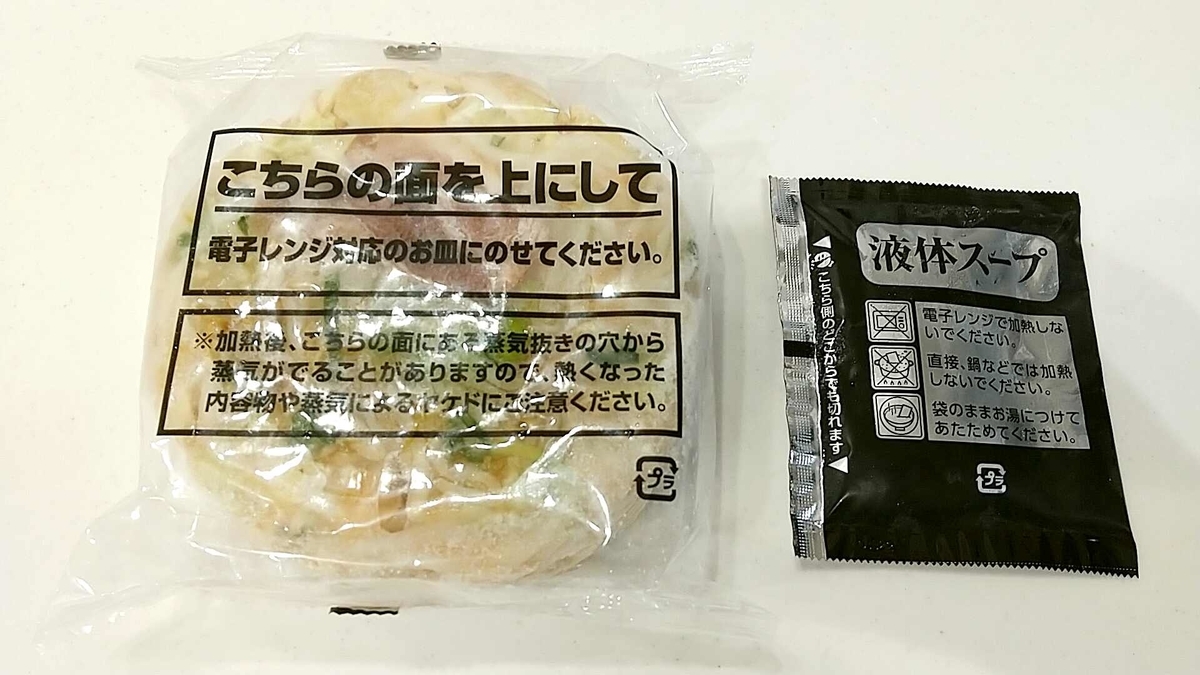 こちらの面を上にして
電子レンジ対応のお皿にのせてください。
※加熱後、こちらの面にある蒸気抜きの穴から
蒸気がでることがありますので、熱くなった
内容物や蒸気によるヤケドにご注意ください。
プラ
こちら側のどこからでも切れます
液体スープ
電子レンジで加熱しな
いでください。
直接、鍋などでは加熱
しないでください。
袋のままお湯につけて
あたためてください。
プラ